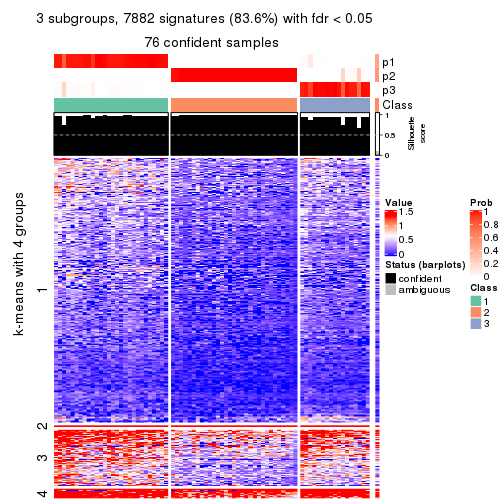 3 subgroups, 7882 signatures (83.6%) with fdr < 0.05
76 confident samples
p1
p2
p3
Class
1
0.5
0
Silhouette
score
k-means with 4 groups
1
2
3
4
Value
1.5
1
0.5
0
Status (barplots)
confident
ambiguous
Prob
1
0.8
0.6
0.4
0.2
0
Class
1
2
3